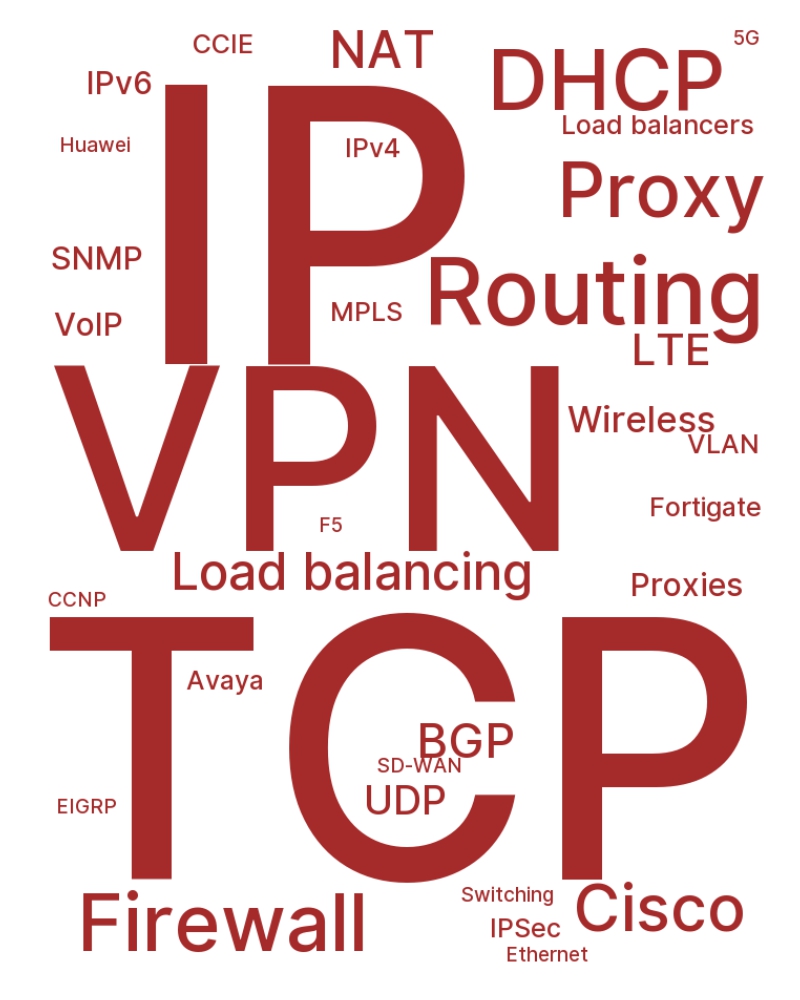 CCIE
NAT
5G
DHCP
IPv6
Load balancers
Huawei
IP
IPv4
Proxy
SNMP
Routing
MPLS
VoIP
LTE
VPN
Wireless
VLAN
Fortigate
F5
Load balancing
Proxies
CCNP
TCP
Avaya
BGP
SD-WAN
UDP
EIGRP
Firewall
Switching
Cisco
IPSec
Ethernet